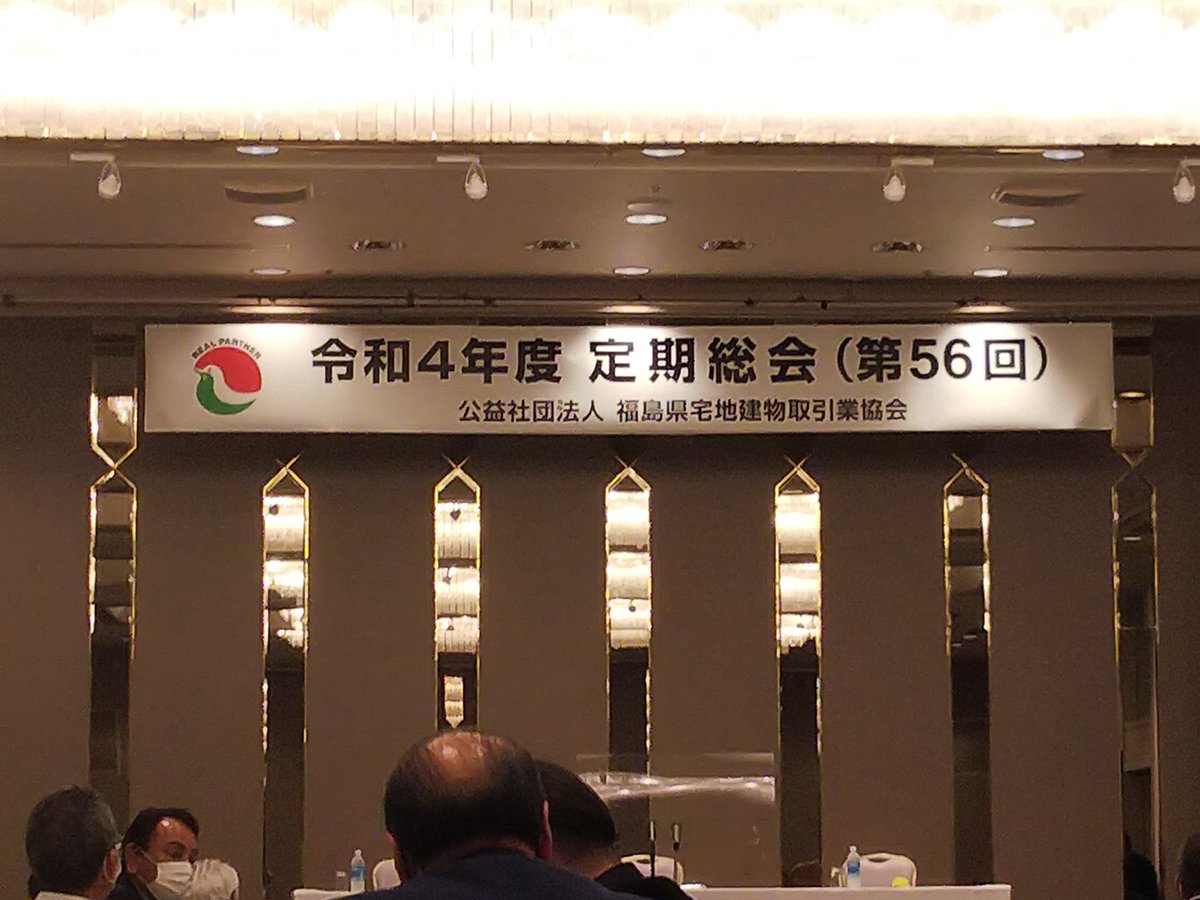 REAL PARTNER
令和4年度 定期総会(第56回)
公益社団法人 福島県宅地建物取引業協会